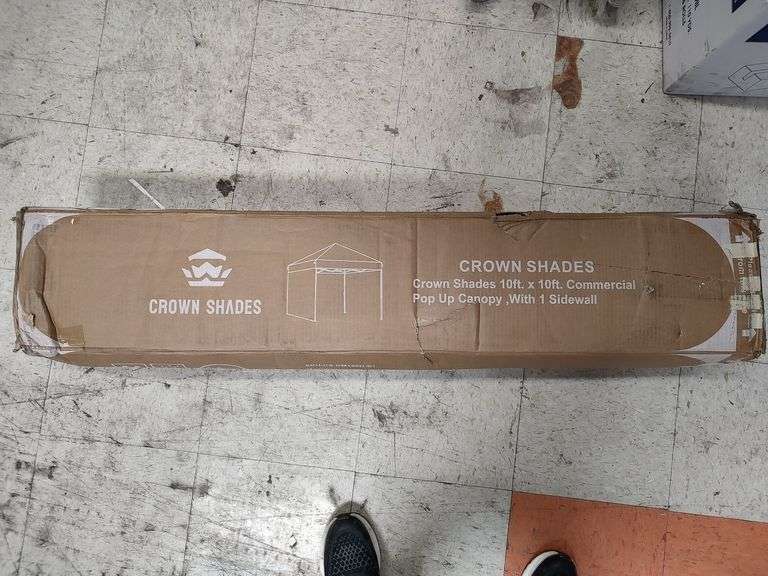 CROWN SHADES
CROWN SHADES
Crown Shades 10ft. x 10ft. Commercial
Pop Up Canopy ,With 1 Sidewall